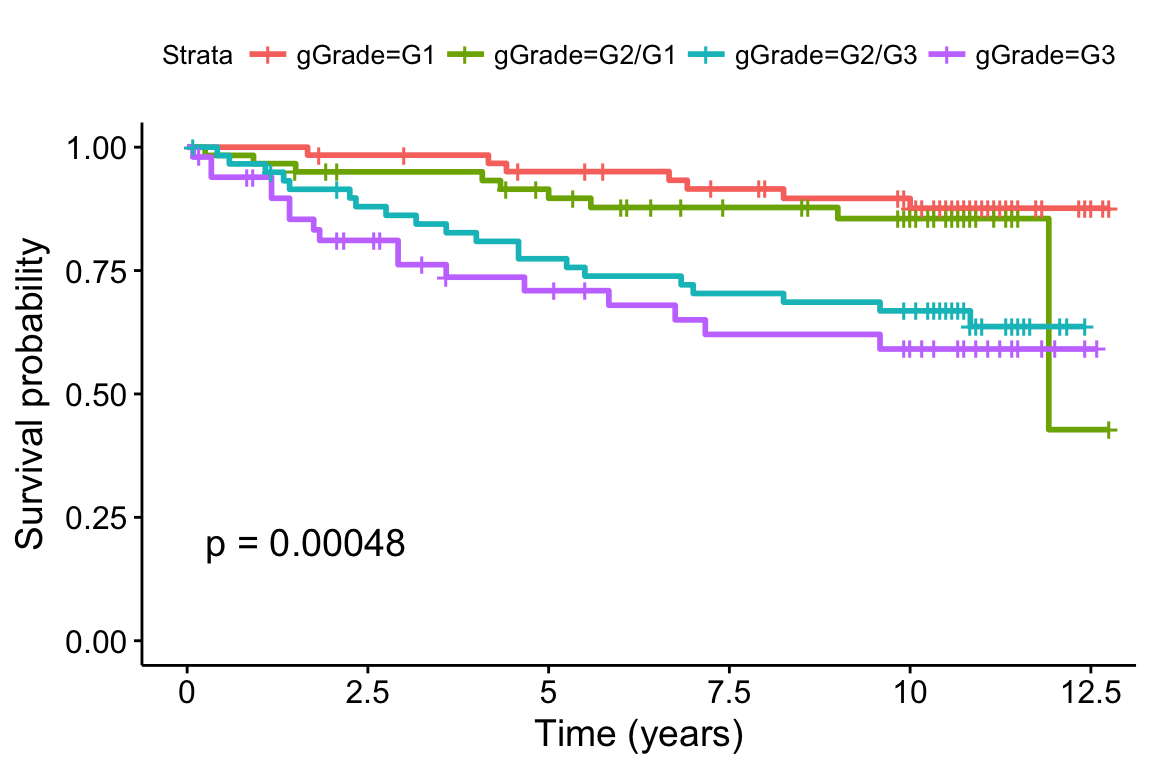 Strata gGrade=G1 gGrade=G2/G1 gGrade=G2/G3 gGrade=G3
1.00
0.75
0.50
0.25
0.00
Survival probability
p = 0.00048
0 2.5 5 7.5 10 12.5
Time (years)